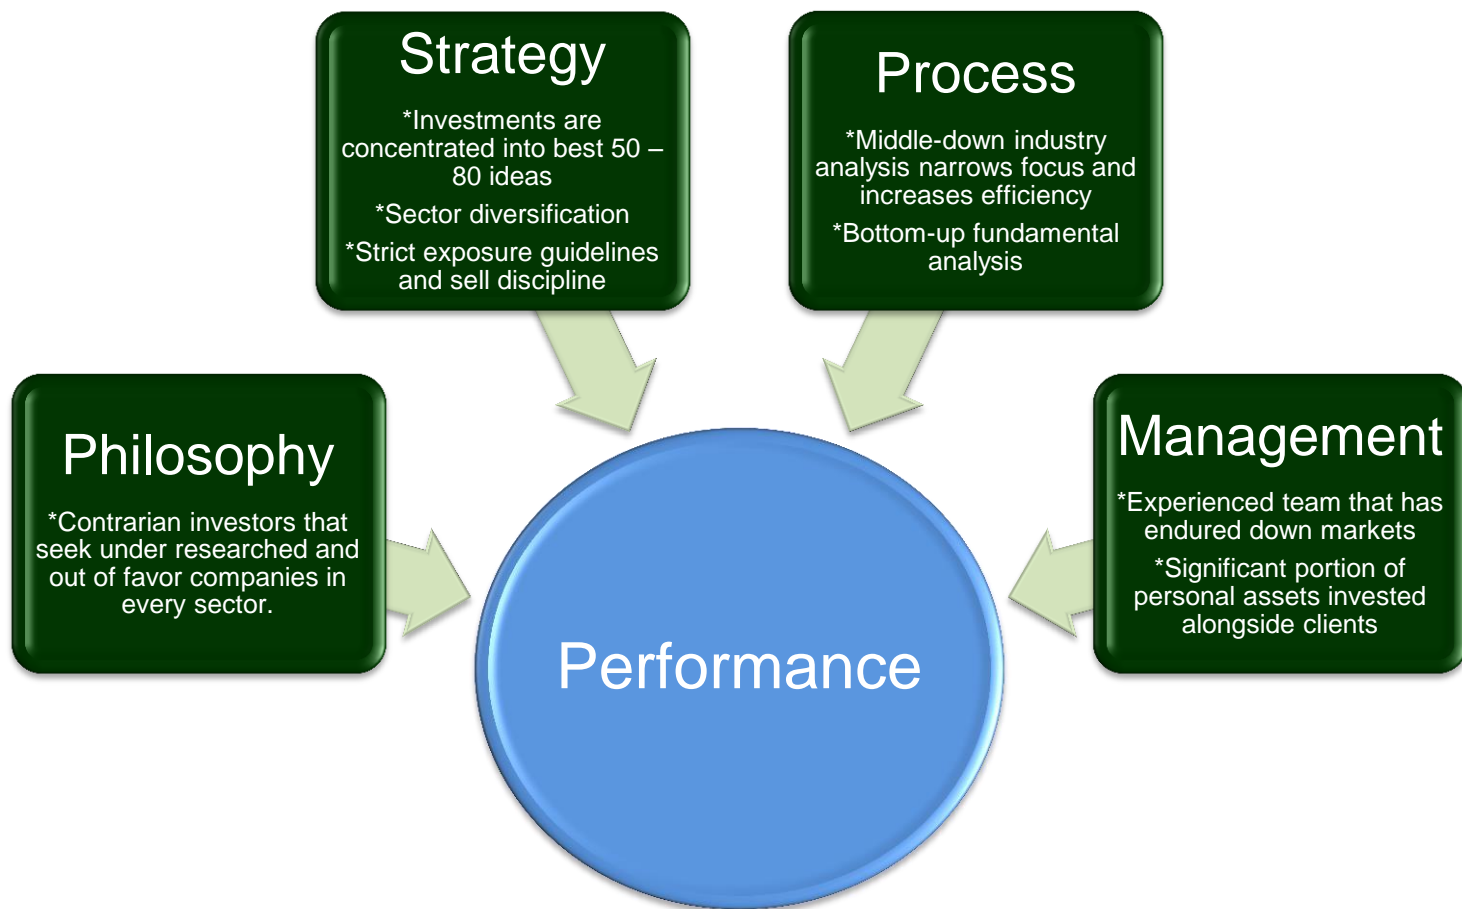 Strategy
*Investments are
concentrated into best 50 –
80 ideas
*Sector diversification
*Strict exposure guidelines
and sell discipline
Process
*Middle-down industry
analysis narrows focus and
increases efficiency
*Bottom-up fundamental
analysis
Philosophy
*Contrarian investors that
seek under researched and
out of favor companies in
every sector.
Management
*Experienced team that has
endured down markets
*Significant portion of
personal assets invested
alongside clients
Performance